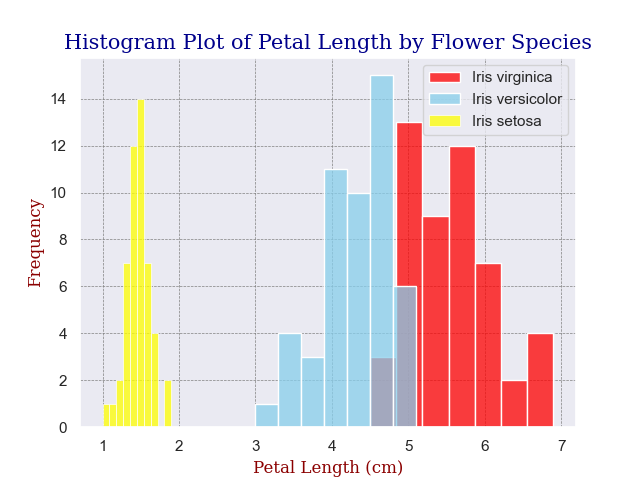 Histogram Plot of Petal Length by Flower Species
Iris virginica
Iris versicolor
Iris setosa
Frequency
14
12
10
8
6
4
2
0
1 2 3 4 5 6 7
Petal Length (cm)